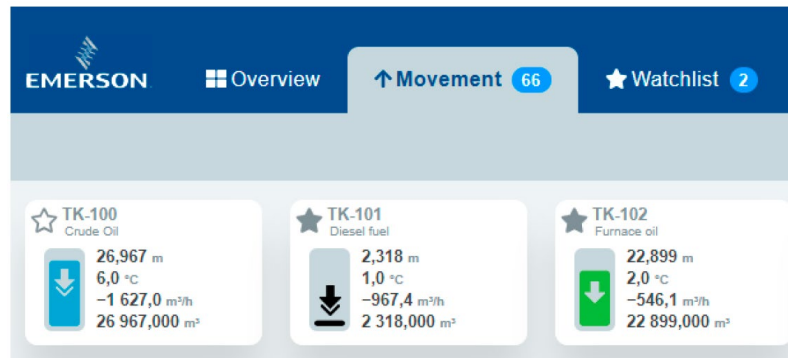 EMERSON
Overview
Movement 66
Watchlist 2
TK-100
Crude Oil
26,967 m
6,0 °C
−1 627,0 m³/h
26 967,000 m³
TK-101
Diesel fuel
2,318 m
1,0 °C
−967,4 m³/h
2 318,000 m³
TK-102
Furnace oil
22,899 m
2,0 °C
−546,1 m³/h
22 899,000 m³